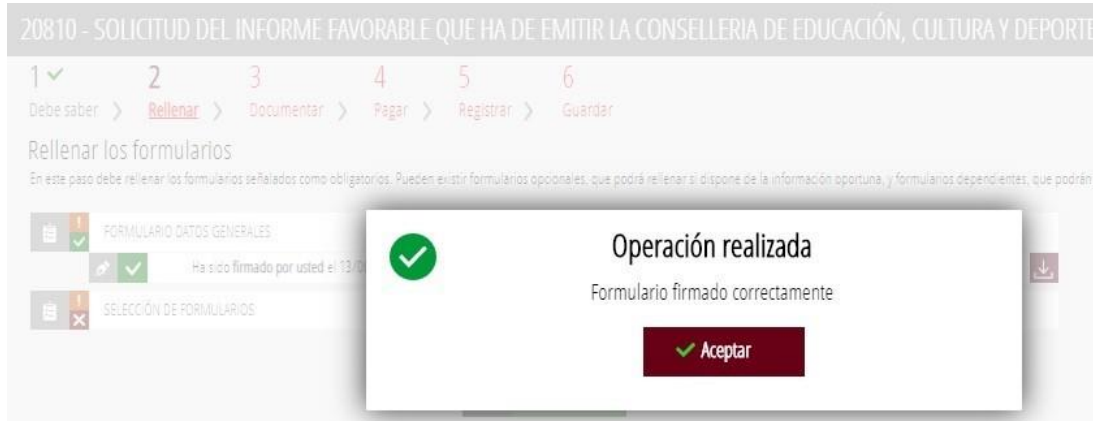 20810 - SOLICITUD DEL INFORME FAVORABLE QUE HA DE EMITIR LA CONSELLERIA DE EDUCACIÓN, CULTURA Y DEPORTE
1 2 3 4 5 6
Debe saber > Rellenar > Documentar > Pagar > Registrar > Guardar
Rellenar los formularios
En este paso debe rellenar los formularios señalados como obligatorios. Pueden existir formularios opcionales, que podrá rellenar si dispone de la información oportuna, y formularios dependientes, que podrán
FORMULARIO DATOS GENERALES
Ha sido firmado por usted el 13/0
SELECCIÓN DE FORMULARIOS
Operación realizada
Formulario firmado correctamente
Aceptar